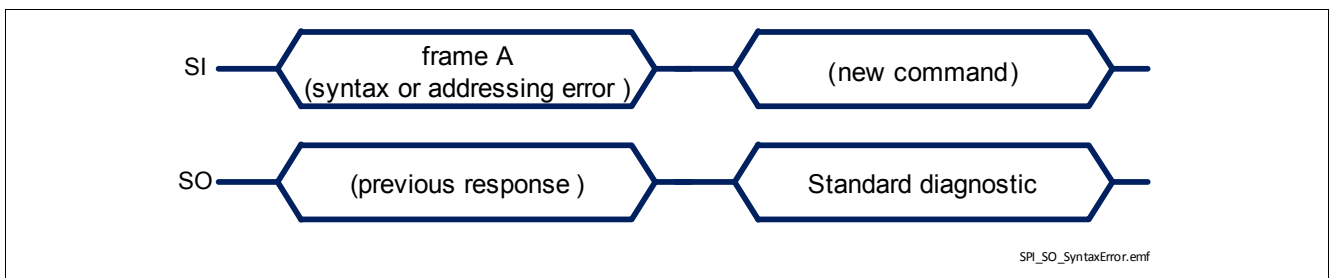 SI
frame A
(syntax or addressing error )
(new command)
SO
(previous response )
Standard diagnostic
SPI_SO_SyntaxError.emf